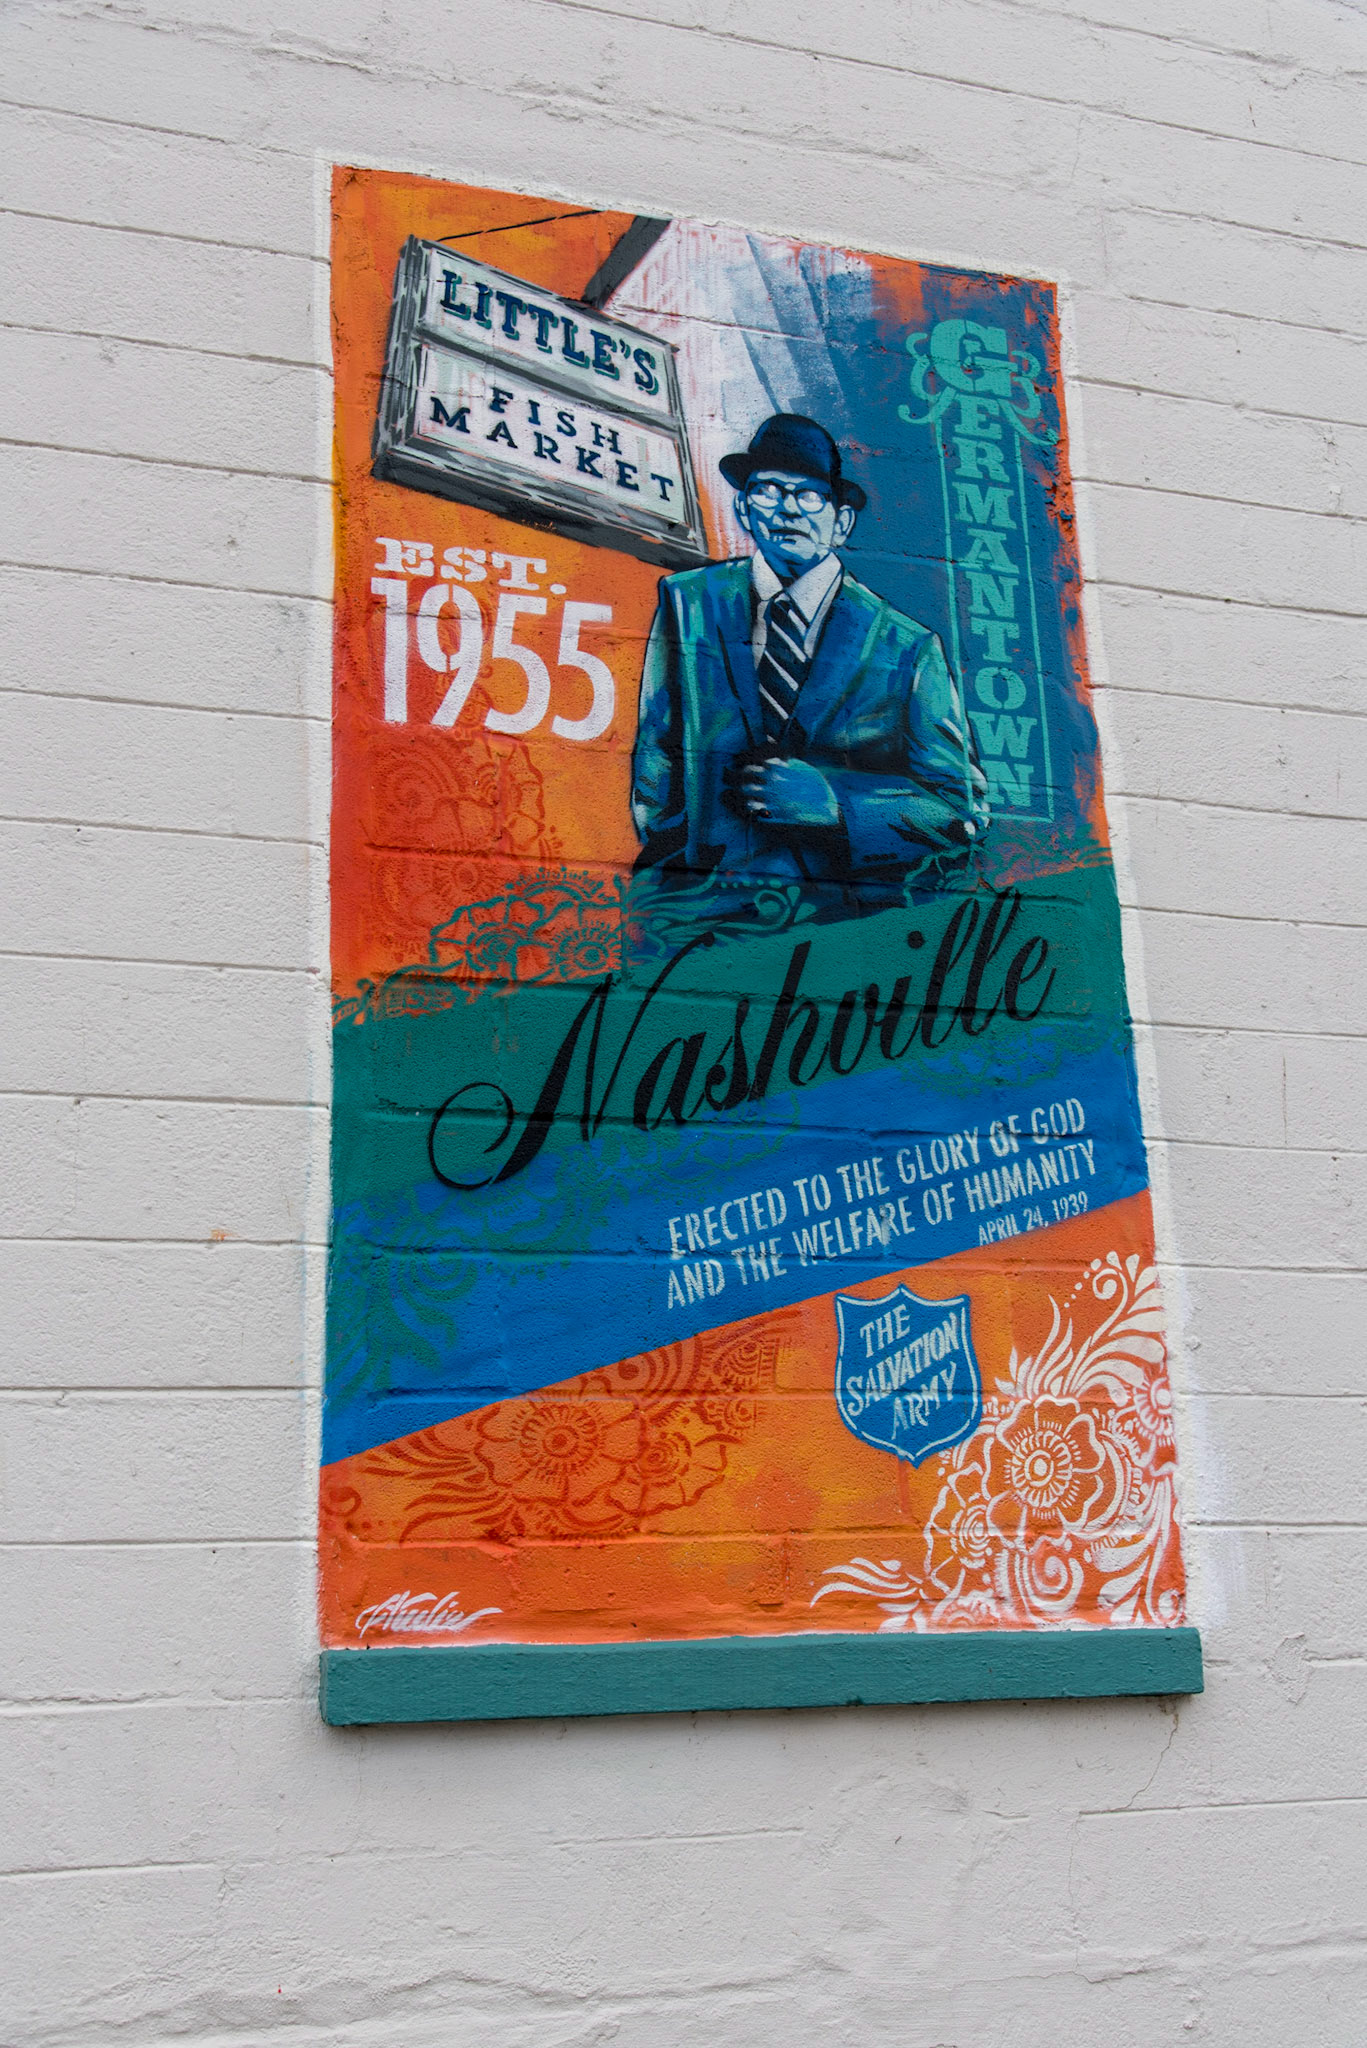 LITTLE'S
FISH
MARKET
GERMANTOWN
EST.
1955
Nashville
ERECTED TO THE GLORY OF GOD
AND THE WELFARE OF HUMANITY
APRIL 24, 1939
THE
SALVATION
ARMY